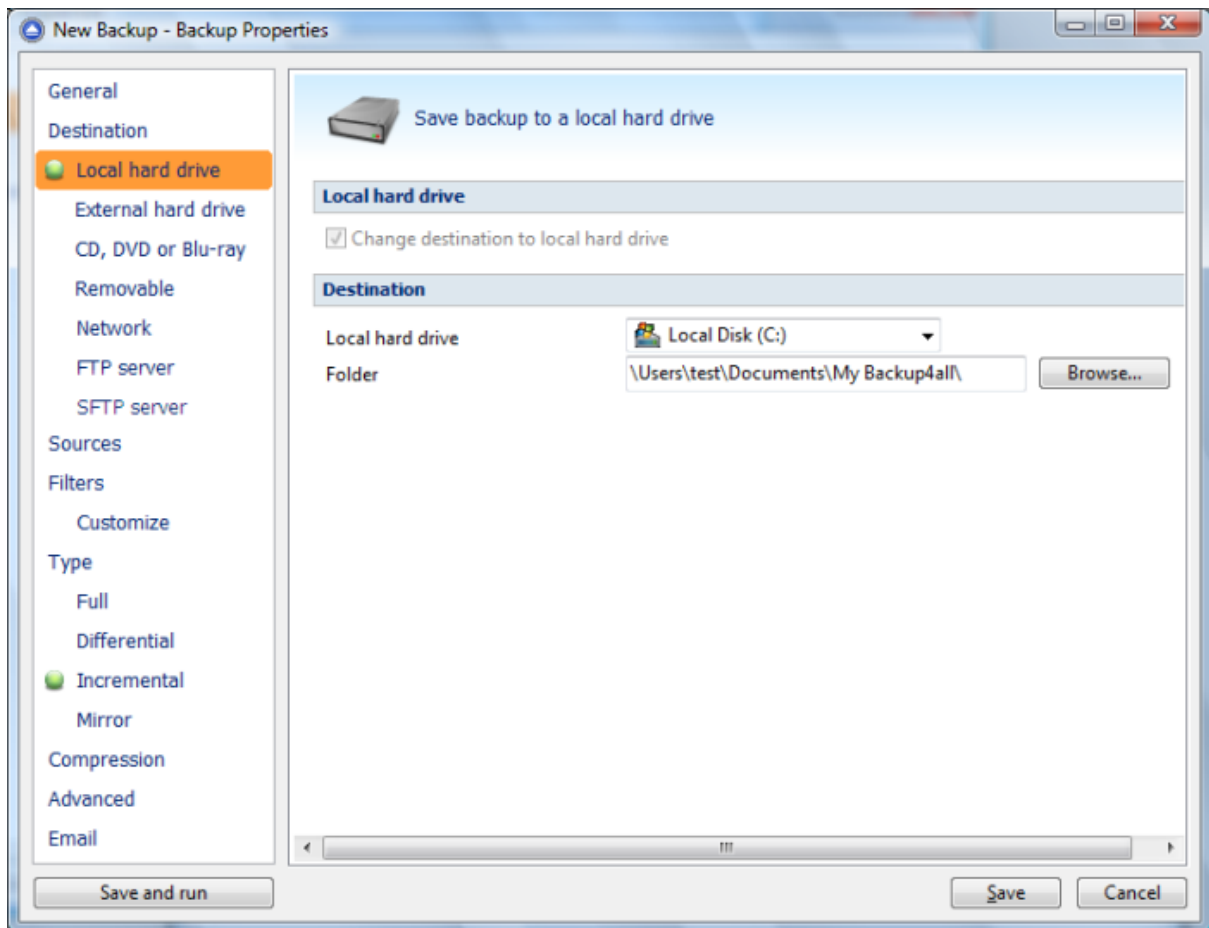 New Backup - Backup Properties
General
Destination
Local hard drive
External hard drive
CD, DVD or Blu-ray
Removable
Network
FTP server
SFTP server
Sources
Filters
Customize
Type
Full
Differential
Incremental
Mirror
Compression
Advanced
Email
Save backup to a local hard drive
Local hard drive
Change destination to local hard drive
Destination
Local hard drive Local Disk (C:)
Folder \Users\test\Documents\My Backup4all\ Browse...
Save and run Save Cancel